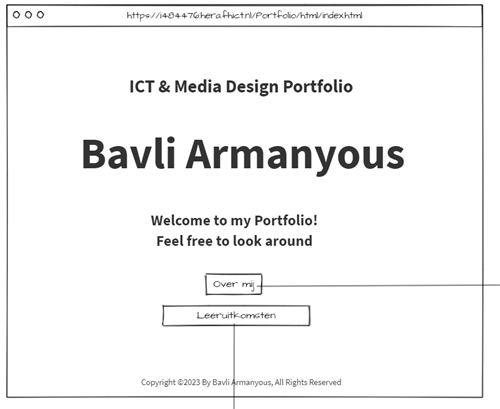 https://i484476.hera.fhict.nl/Portfolio/html/index.html
ICT & Media Design Portfolio
Bavli Armanyous
Welcome to my Portfolio!
Feel free to look around
Over mij
Leeruitkomsten
Copyright ©2023 By Bavli Armanyous, All Rights Reserved